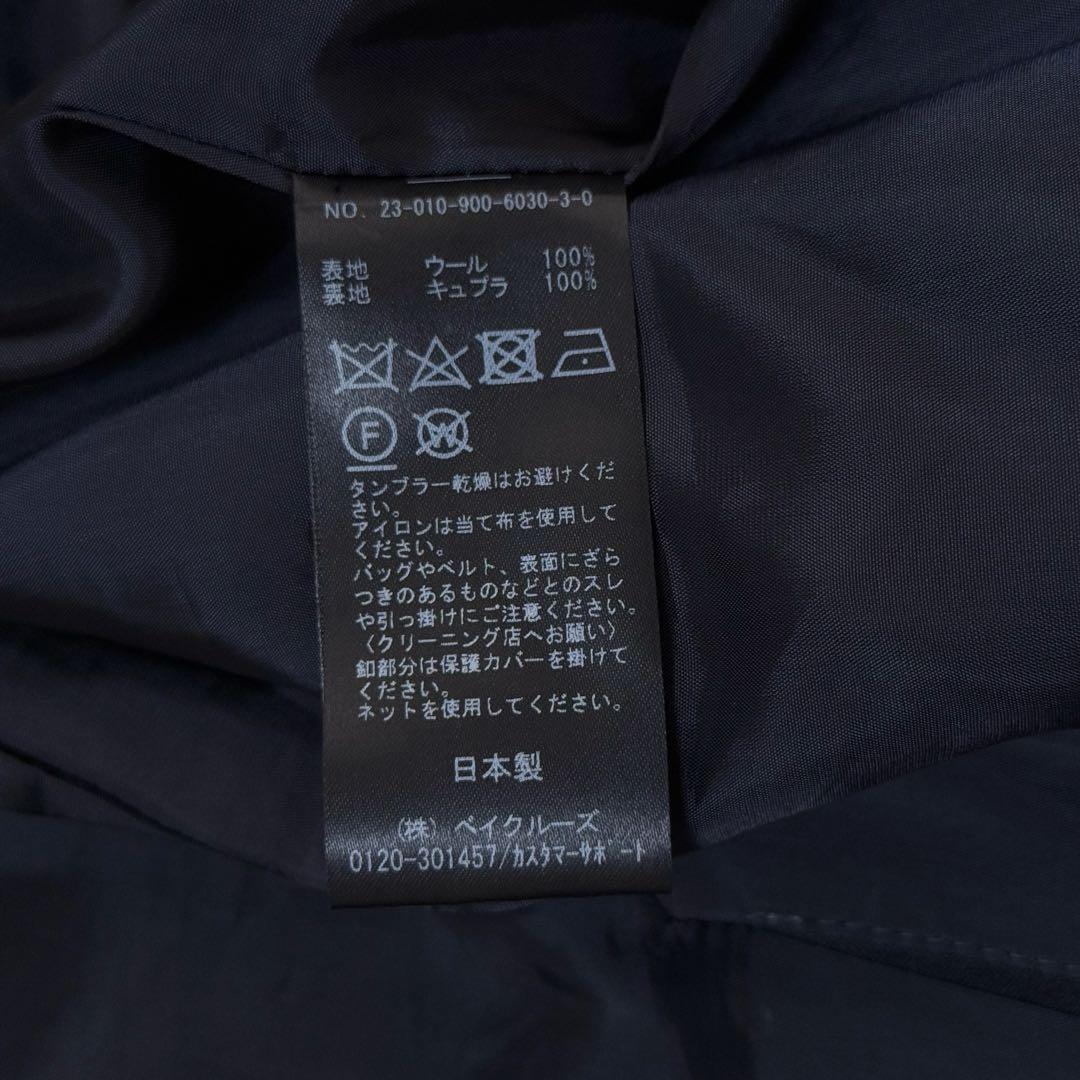 NO. 23-010-900-6030-3-0
表地 ウール 100%
裏地 キュプラ 100%
F W
タンブラー乾燥はお避けくだ
さい。
アイロンは当て布を使用して
ください。
バッグやベルト、表面にざら
つきのあるものなどとのスレ
や引っ掛けにご注意ください。
〈クリーニング店へお願い〉
釦部分は保護カバーを掛けて
ください。
ネットを使用してください。
日本製
(株) ベイクルーズ
0120-301457/ｶｽﾀﾏｰｻﾎﾟｰﾄ